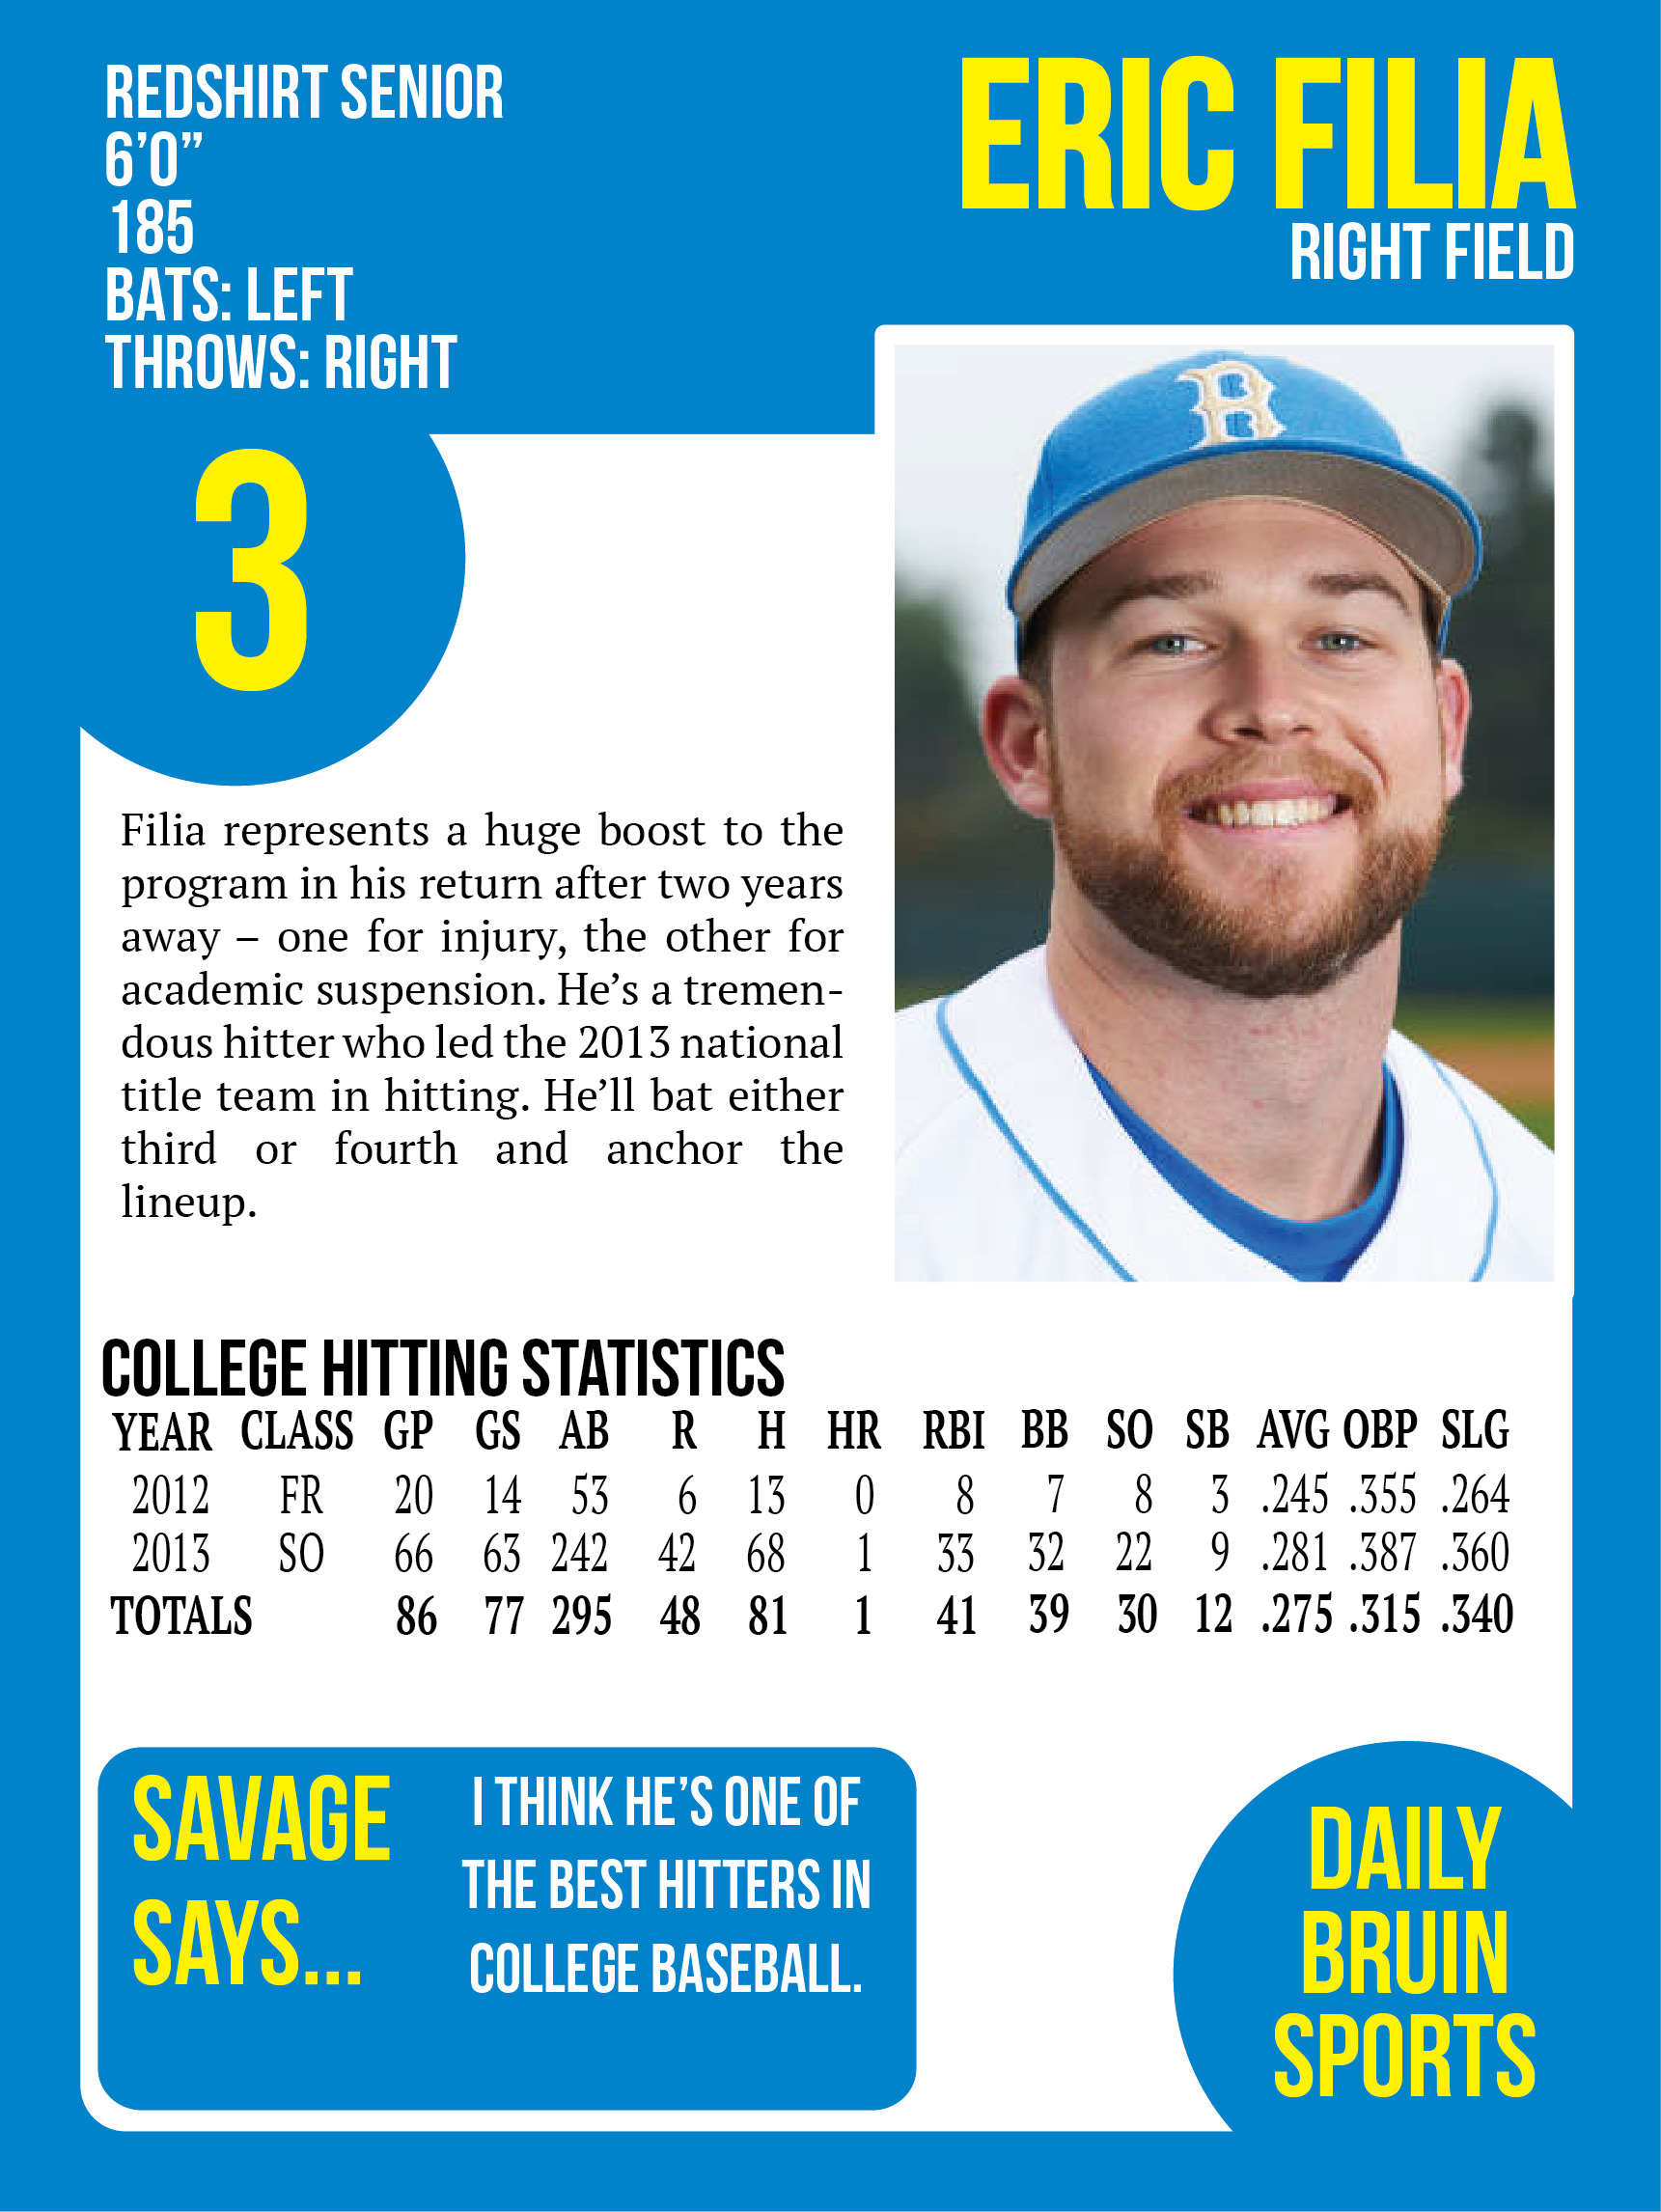 REDSHIRT SENIOR
6’0”
185
BATS: LEFT
THROWS: RIGHT
ERIC FILIA
RIGHT FIELD
3
B
Filia represents a huge boost to the
program in his return after two years
away – one for injury, the other for
academic suspension. He’s a tremen-
dous hitter who led the 2013 national
title team in hitting. He’ll bat either
third or fourth and anchor the
lineup.
COLLEGE HITTING STATISTICS
YEAR CLASS GP GS AB R H HR RBI BB SO SB AVG OBP SLG
2012 FR 20 14 53 6 13 0 8 7 8 3 .245 .355 .264
2013 SO 66 63 242 42 68 1 33 32 22 9 .281 .387 .360
TOTALS 86 77 295 48 81 1 41 39 30 12 .275 .315 .340
SAVAGE
SAYS...
I THINK HE’S ONE OF
THE BEST HITTERS IN
COLLEGE BASEBALL.
DAILY
BRUIN
SPORTS